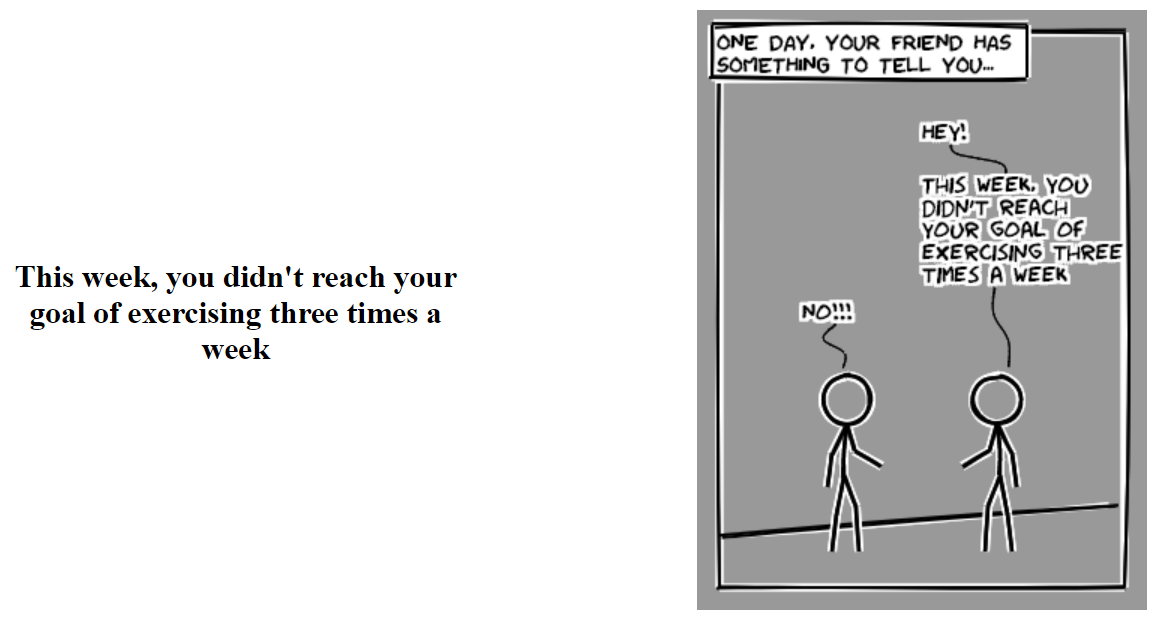 This week, you didn't reach your
goal of exercising three times a
week
ONE DAY, YOUR FRIEND HAS
SOMETHING TO TELL YOU...
HEY!
THIS WEEK, YOU
DIDN'T REACH
YOUR GOAL OF
EXERCISING THREE
TIMES A WEEK
NO!!!